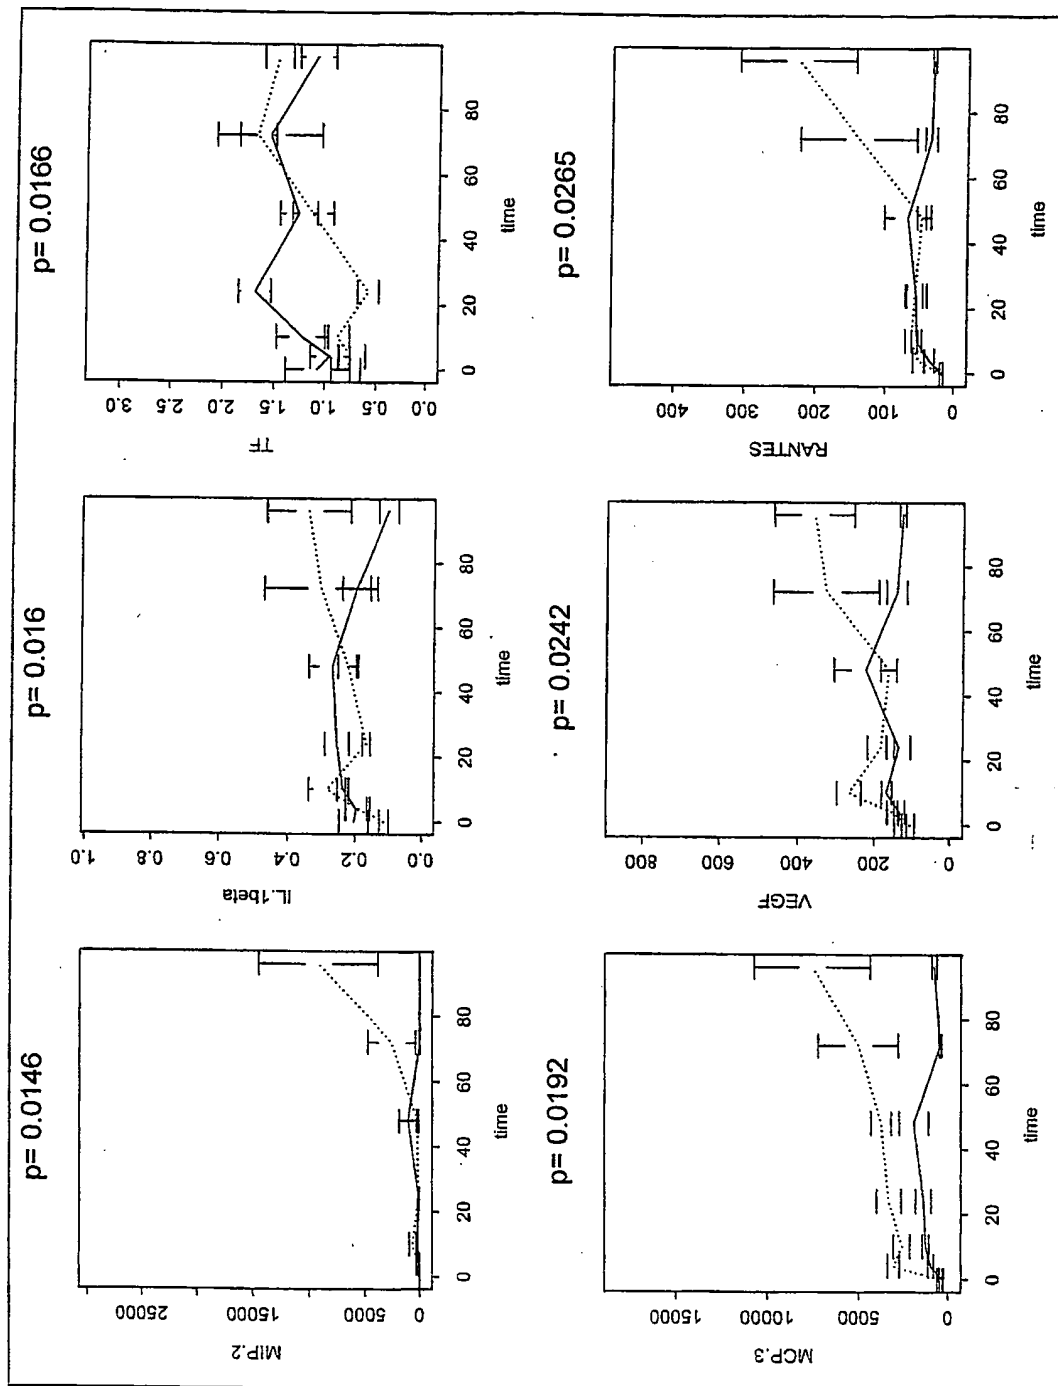 p= 0.0146
MIP.2
25000
15000
5000
0
0 20 40 60 80
time
p= 0.016
IL.1beta
1.0
0.8
0.6
0.4
0.2
0.0
0 20 40 60 80
time
p= 0.0166
TF
3.0
2.5
2.0
1.5
1.0
0.5
0.0
0 20 40 60 80
time
p= 0.0192
MCP.3
15000
10000
5000
0
0 20 40 60 80
time
p= 0.0242
VEGF
800
600
400
200
0
0 20 40 60 80
time
p= 0.0265
RANTES
400
300
200
100
0
0 20 40 60 80
time